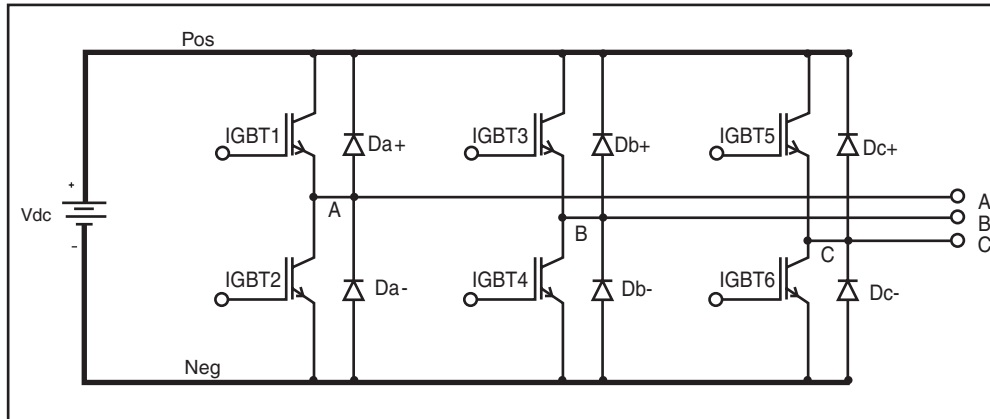 Pos
IGBT1
Da+
IGBT3
Db+
IGBT5
Dc+
+
Vdc
-
A
A
B
B
C
C
IGBT2
Da-
IGBT4
Db-
IGBT6
Dc-
Neg